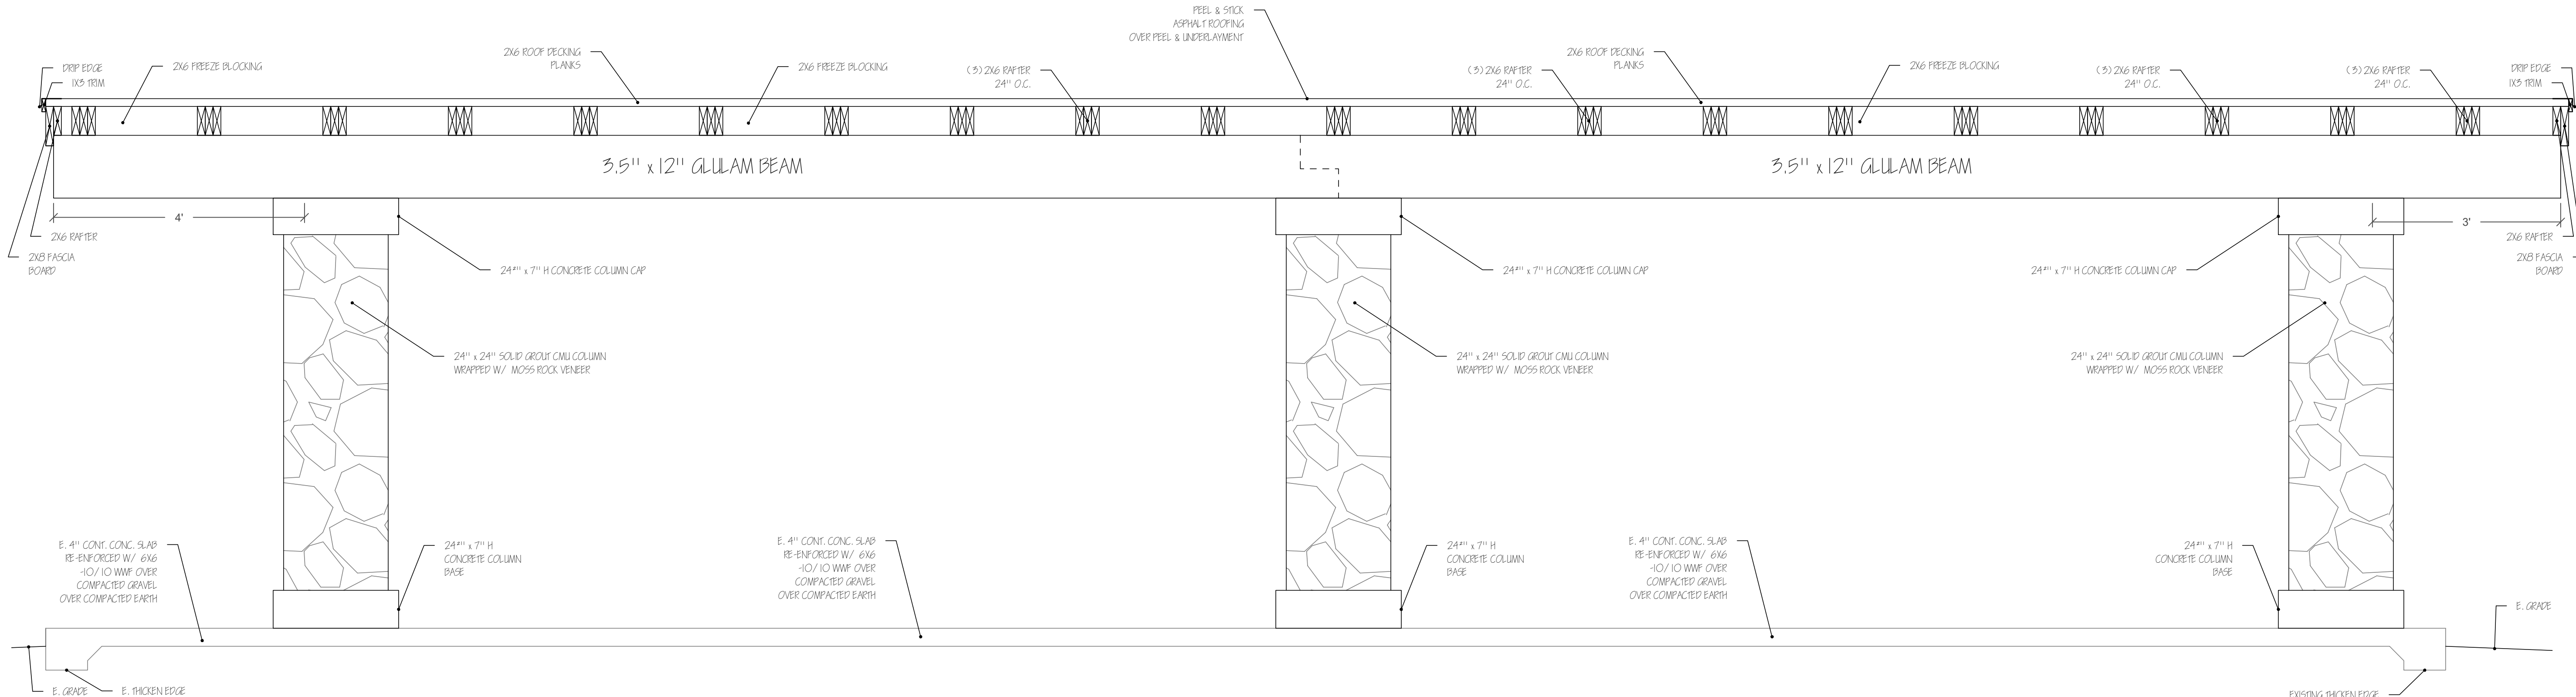 PEEL & STICK
ASPHALT ROOFING
OVER PEEL & UNDERLAYMENT
2X6 ROOF DECKING
PLANKS
2X6 ROOF DECKING
PLANKS
DRIP EDGE
1X3 TRIM
2X6 FREEZE BLOCKING
2X6 FREEZE BLOCKING
(3) 2X6 RAFTER
24" O.C.
(3) 2X6 RAFTER
24" O.C.
2X6 FREEZE BLOCKING
(3) 2X6 RAFTER
24" O.C.
(3) 2X6 RAFTER
24" O.C.
DRIP EDGE
1X3 TRIM
3.5" x 12" GLULAM BEAM
3.5" x 12" GLULAM BEAM
4'
3'
2X6 RAFTER
2X8 FASCIA
BOARD
2X6 RAFTER
2X8 FASCIA
BOARD
24"" x 7" H CONCRETE COLUMN CAP
24"" x 7" H CONCRETE COLUMN CAP
24"" x 7" H CONCRETE COLUMN CAP
24" x 24" SOLID GROUT CMU COLUMN
WRAPPED W/ MOSS ROCK VENEER
24" x 24" SOLID GROUT CMU COLUMN
WRAPPED W/ MOSS ROCK VENEER
24" x 24" SOLID GROUT CMU COLUMN
WRAPPED W/ MOSS ROCK VENEER
E. 4" CONT. CONC. SLAB
RE-ENFORCED W/ 6X6
-10/10 WWF OVER
COMPACTED GRAVEL
OVER COMPACTED EARTH
24"" x 7" H
CONCRETE COLUMN
BASE
E. 4" CONT. CONC. SLAB
RE-ENFORCED W/ 6X6
-10/10 WWF OVER
COMPACTED GRAVEL
OVER COMPACTED EARTH
24"" x 7" H
CONCRETE COLUMN
BASE
E. 4" CONT. CONC. SLAB
RE-ENFORCED W/ 6X6
-10/10 WWF OVER
COMPACTED GRAVEL
OVER COMPACTED EARTH
24"" x 7" H
CONCRETE COLUMN
BASE
E. GRADE
E. GRADE
E. THICKEN EDGE
EXISTING THICKEN EDGE